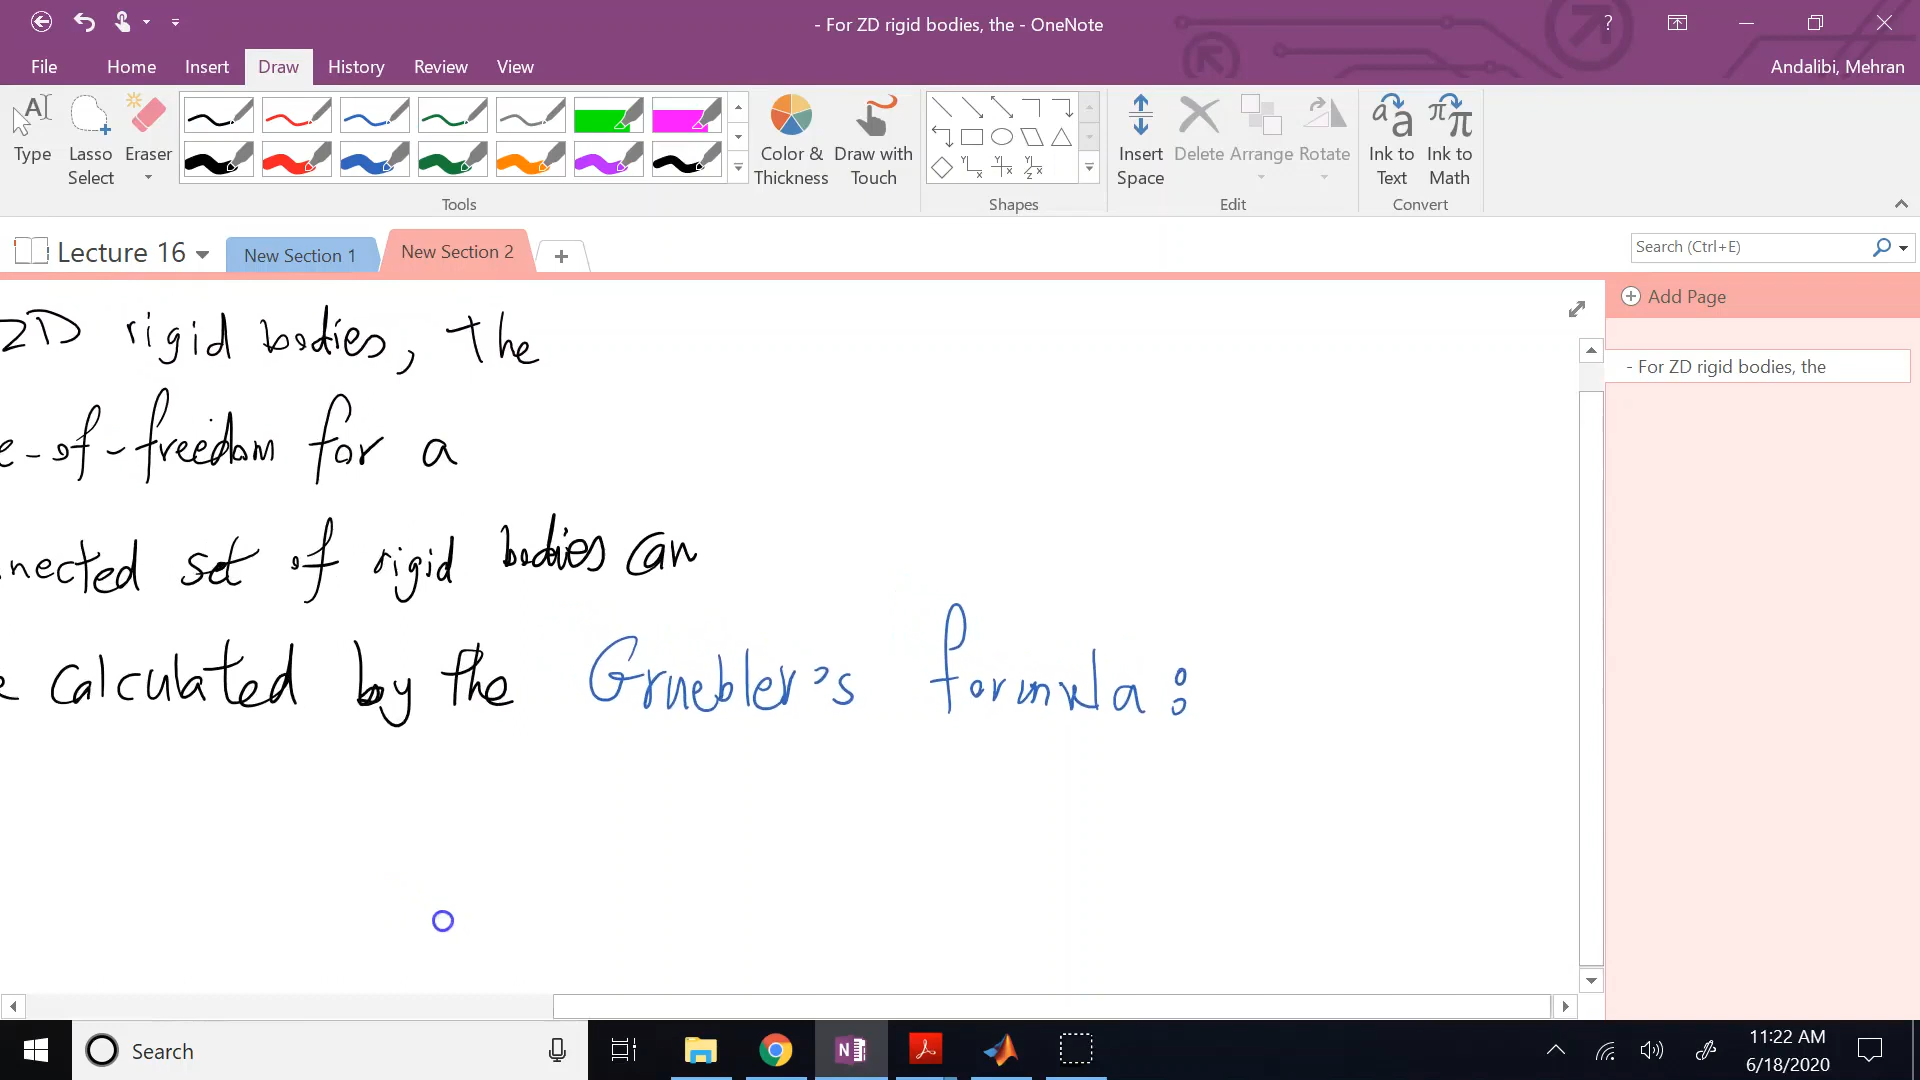 - For ZD rigid bodies, the - OneNote
?
File Home Insert Draw History Review View
Andalibi, Mehran
Type
Lasso Select
Eraser
Color & Thickness
Draw with Touch
Insert Space
Delete
Arrange
Rotate
Ink to Text
Ink to Math
Tools Shapes Edit Convert
Lecture 16
New Section 1
New Section 2
Search (Ctrl+E)
Add Page
- For ZD rigid bodies, the
2D rigid bodies, the
e-of-freedom for a
nnected set of rigid bodies can
e calculated by the Gruebler's formula:
Search
11:22 AM
6/18/2020